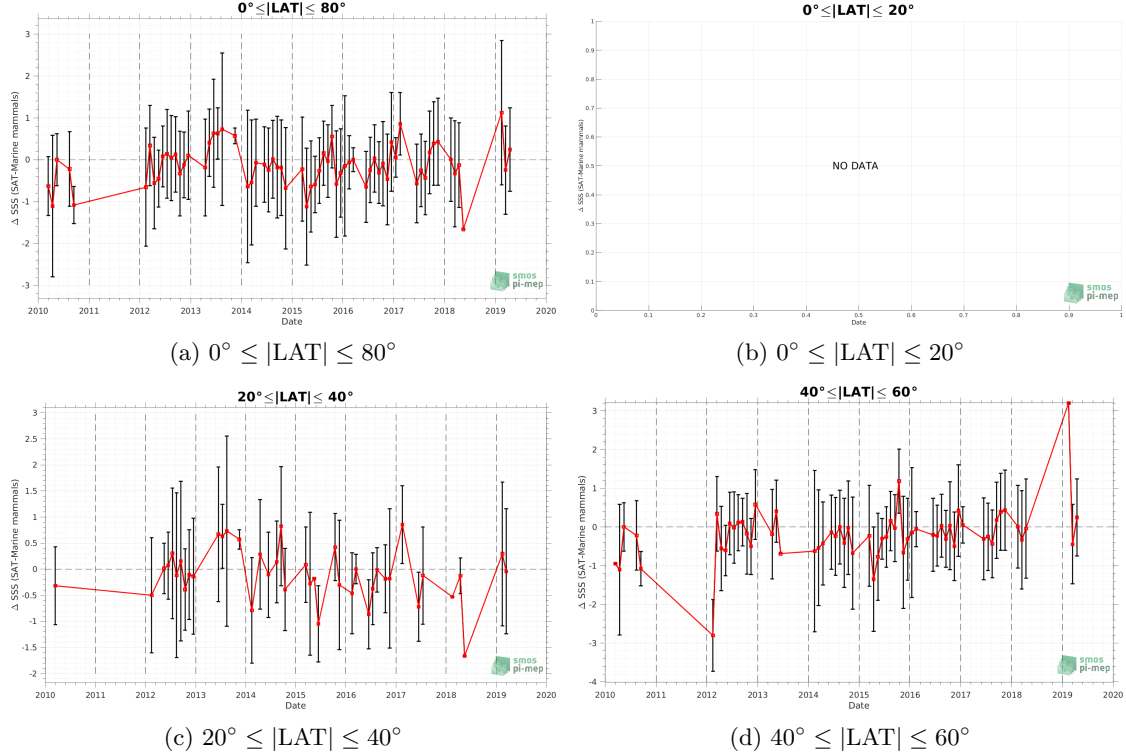 0°≤|LAT|≤ 80°
3
2
1
0
-1
-2
-3
Δ SSS (SAT-Marine mammals)
2010 2011 2012 2013 2014 2015 2016 2017 2018 2019 2020
Date
smos
pi-mep
(a) 0° ≤ |LAT| ≤ 80°
0°≤|LAT|≤ 20°
1
0.9
0.8
0.7
0.6
0.5
0.4
0.3
0.2
0.1
0
Δ SSS (SAT-Marine mammals)
NO DATA
0 0.1 0.2 0.3 0.4 0.5 0.6 0.7 0.8 0.9 1
Date
smos
pi-mep
(b) 0° ≤ |LAT| ≤ 20°
20°≤|LAT|≤ 40°
3
2.5
2
1.5
1
0.5
0
-0.5
-1
-1.5
-2
Δ SSS (SAT-Marine mammals)
2010 2011 2012 2013 2014 2015 2016 2017 2018 2019 2020
Date
smos
pi-mep
(c) 20° ≤ |LAT| ≤ 40°
40°≤|LAT|≤ 60°
3
2
1
0
-1
-2
-3
-4
Δ SSS (SAT-Marine mammals)
2010 2011 2012 2013 2014 2015 2016 2017 2018 2019 2020
Date
smos
pi-mep
(d) 40° ≤ |LAT| ≤ 60°